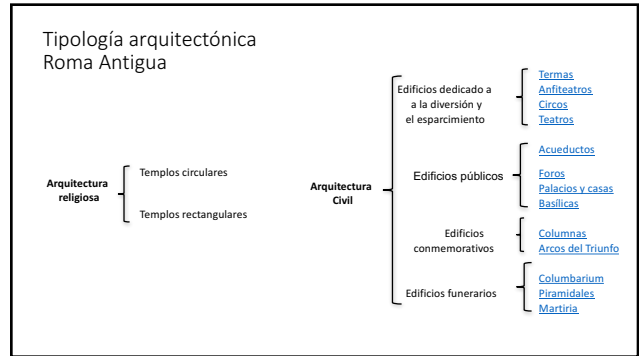 Tipología arquitectónica
Roma Antigua
Arquitectura
religiosa
Templos circulares
Templos rectangulares
Arquitectura
Civil
Edificios dedicado a
a la diversión y
el esparcimiento
Termas
Anfiteatros
Circos
Teatros
Edificios públicos
Acueductos
Foros
Palacios y casas
Basílicas
Edificios
conmemorativos
Columnas
Arcos del Triunfo
Edificios funerarios
Columbarium
Piramidales
Martiria